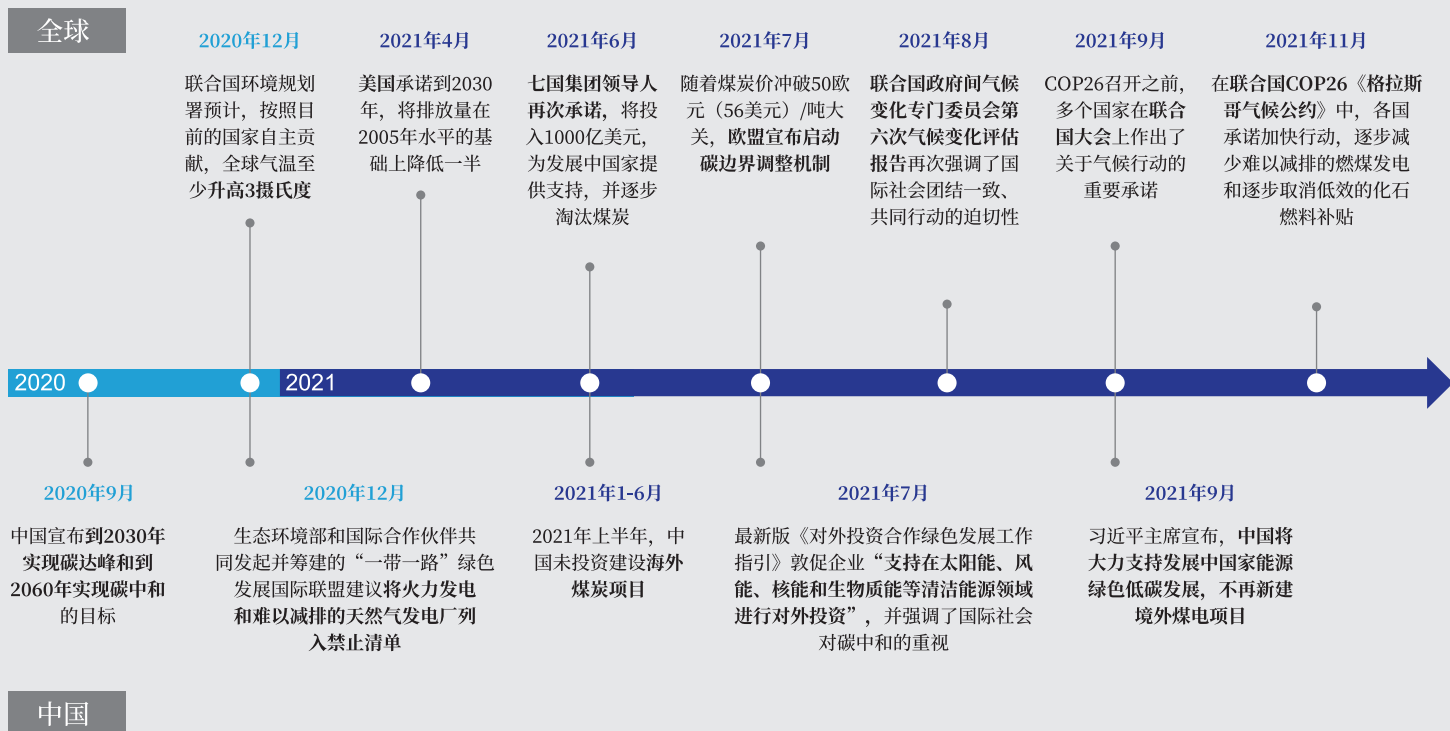 全球
2020年12月
联合国环境规划
署预计，按照目
前的国家自主贡
献，全球气温至
少升高3摄氏度
2021年4月
美国承诺到2030
年，将排放量在
2005年水平的基
础上降低一半
2021年6月
七国集团领导人
再次承诺，将投
入1000亿美元，
为发展中国家提
供支持，并逐步
淘汰煤炭
2021年7月
随着煤炭价冲破50欧
元（56美元）/吨大
关，欧盟宣布启动
碳边界调整机制
2021年8月
联合国政府间气候
变化专门委员会第
六次气候变化评估
报告再次强调了国
际社会团结一致、
共同行动的迫切性
2021年9月
COP26召开之前，
多个国家在联合
国大会上作出了
关于气候行动的
重要承诺
2021年11月
在联合国COP26《格拉斯
哥气候公约》中，各国
承诺加快行动，逐步减
少难以减排的燃煤发电
和逐步取消低效的化石
燃料补贴
2020
2021
2020年9月
中国宣布到2030年
实现碳达峰和到
2060年实现碳中和
的目标
2020年12月
生态环境部和国际合作伙伴共
同发起并筹建的“一带一路”绿色
发展国际联盟建议将火力发电
和难以减排的天然气发电厂列
入禁止清单
2021年1-6月
2021年上半年，中
国未投资建设海外
煤炭项目
2021年7月
最新版《对外投资合作绿色发展工作
指引》敦促企业“支持在太阳能、风
能、核能和生物质能等清洁能源领域
进行对外投资”，并强调了国际社会
对碳中和的重视
2021年9月
习近平主席宣布，中国将
大力支持发展中国家能源
绿色低碳发展，不再新建
境外煤电项目
中国